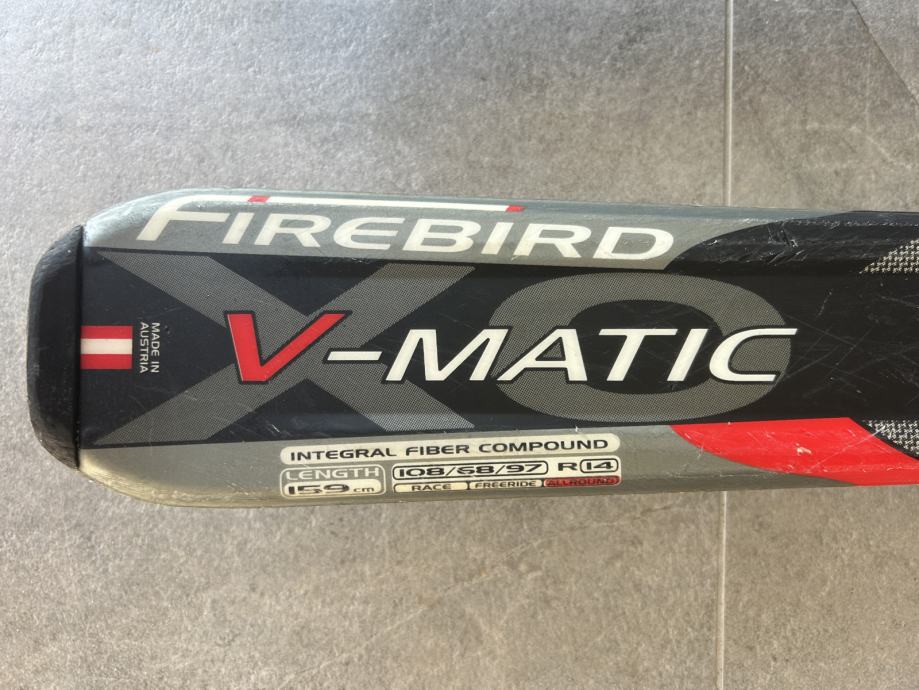 FIREBIRD
XO
V-MATIC
MADE IN
AUSTRIA
INTEGRAL FIBER COMPOUND
LENGTH 108/68/97 R 14
159 cm RACE FREERIDE ALLROUND